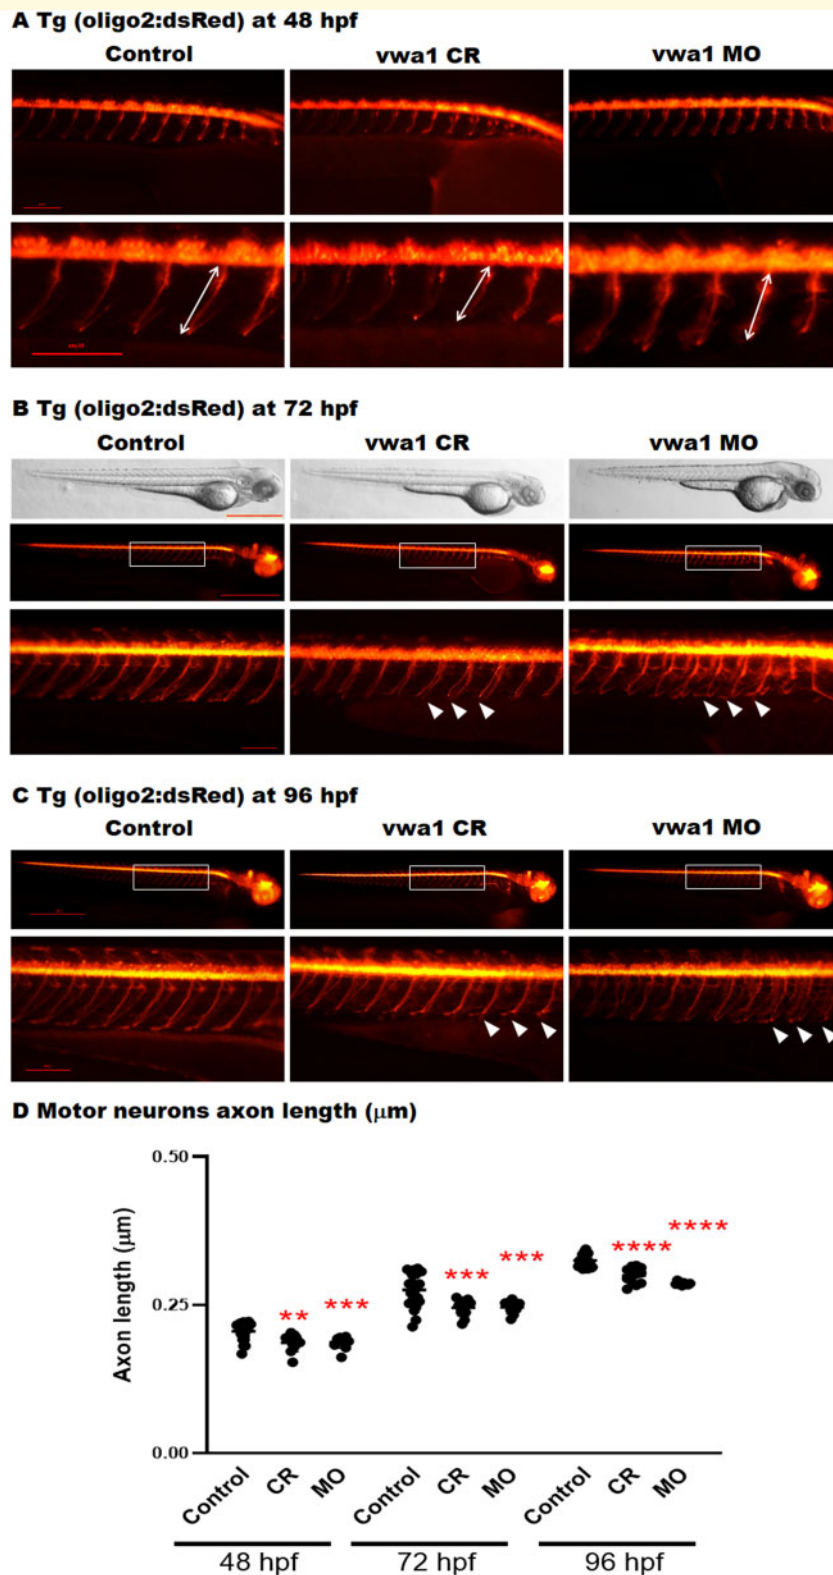 A Tg (oligo2:dsRed) at 48 hpf
Control vwa1 CR vwa1 MO
B Tg (oligo2:dsRed) at 72 hpf
Control vwa1 CR vwa1 MO
C Tg (oligo2:dsRed) at 96 hpf
Control vwa1 CR vwa1 MO
D Motor neurons axon length (μm)
Axon length (μm)
0.50
**** 
*** **** 
*** 
0.25
** *** 
0.00
Control CR MO Control CR MO Control CR MO
48 hpf 72 hpf 96 hpf